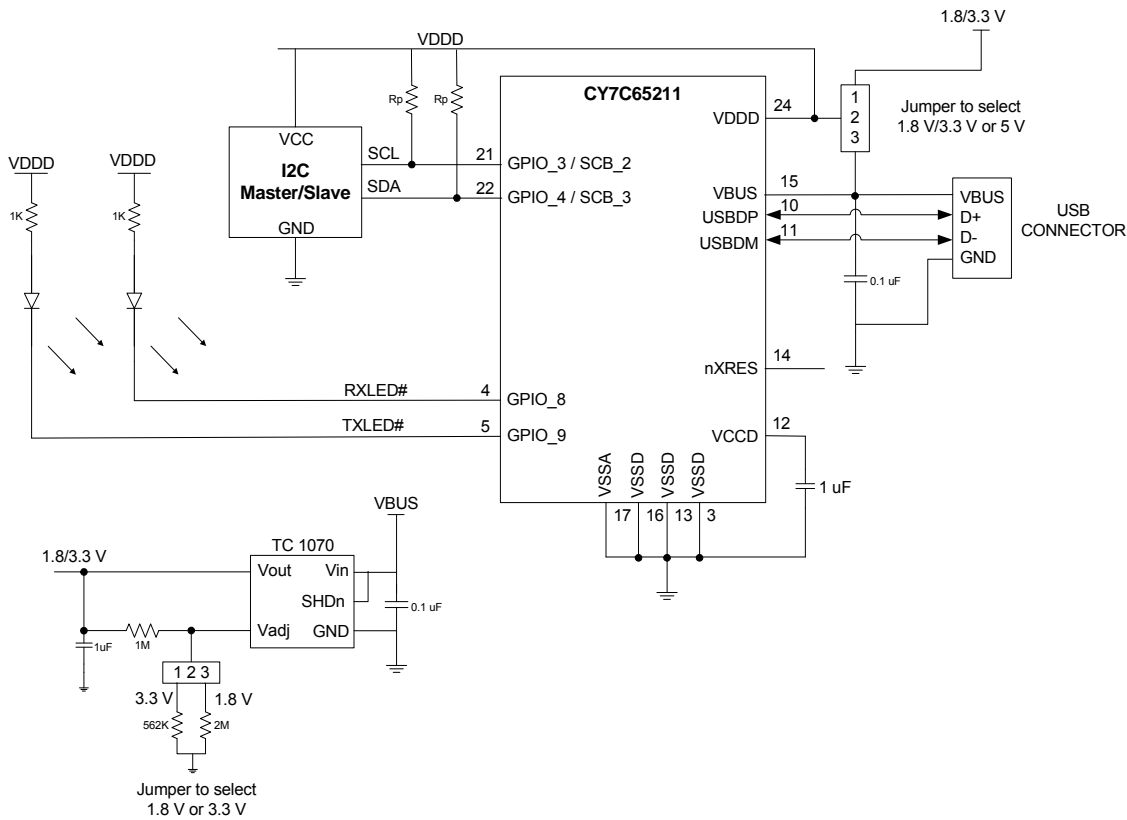 1.8/3.3 V
VDDD
CY7C65211
Rp
Rp
VDDD
24
1
2
3
Jumper to select
1.8 V/3.3 V or 5 V
VCC
I2C
Master/Slave
GND
SCL
21
GPIO_3 / SCB_2
SDA
22
GPIO_4 / SCB_3
VDDD
VDDD
1K
1K
VBUS
15
USBDP
10
USBDM
11
VBUS
D+
D-
GND
USB
CONNECTOR
0.1 uF
nXRES
14
RXLED#
4
GPIO_8
TXLED#
5
GPIO_9
VCCD
12
1 uF
VSSA
VSSD
VSSD
VSSD
17
16
13
3
VBUS
TC 1070
1.8/3.3 V
Vout
Vin
SHDn
Vadj
GND
0.1 uF
1uF
1M
1 2 3
3.3 V
1.8 V
562K
2M
Jumper to select
1.8 V or 3.3 V